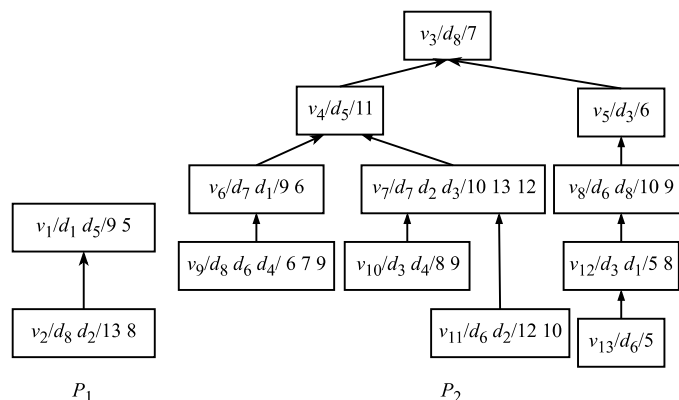 v₃/d₈/7
v₄/d₅/11
v₅/d₃/6
v₆/d₇ d₁/9 6
v₇/d₇ d₂ d₃/10 13 12
v₈/d₆ d₈/10 9
v₁/d₁ d₅/9 5
v₉/d₈ d₆ d₄/ 6 7 9
v₁₀/d₃ d₄/8 9
v₁₂/d₃ d₁/5 8
v₂/d₈ d₂/13 8
v₁₁/d₆ d₂/12 10
v₁₃/d₆/5
P₁
P₂